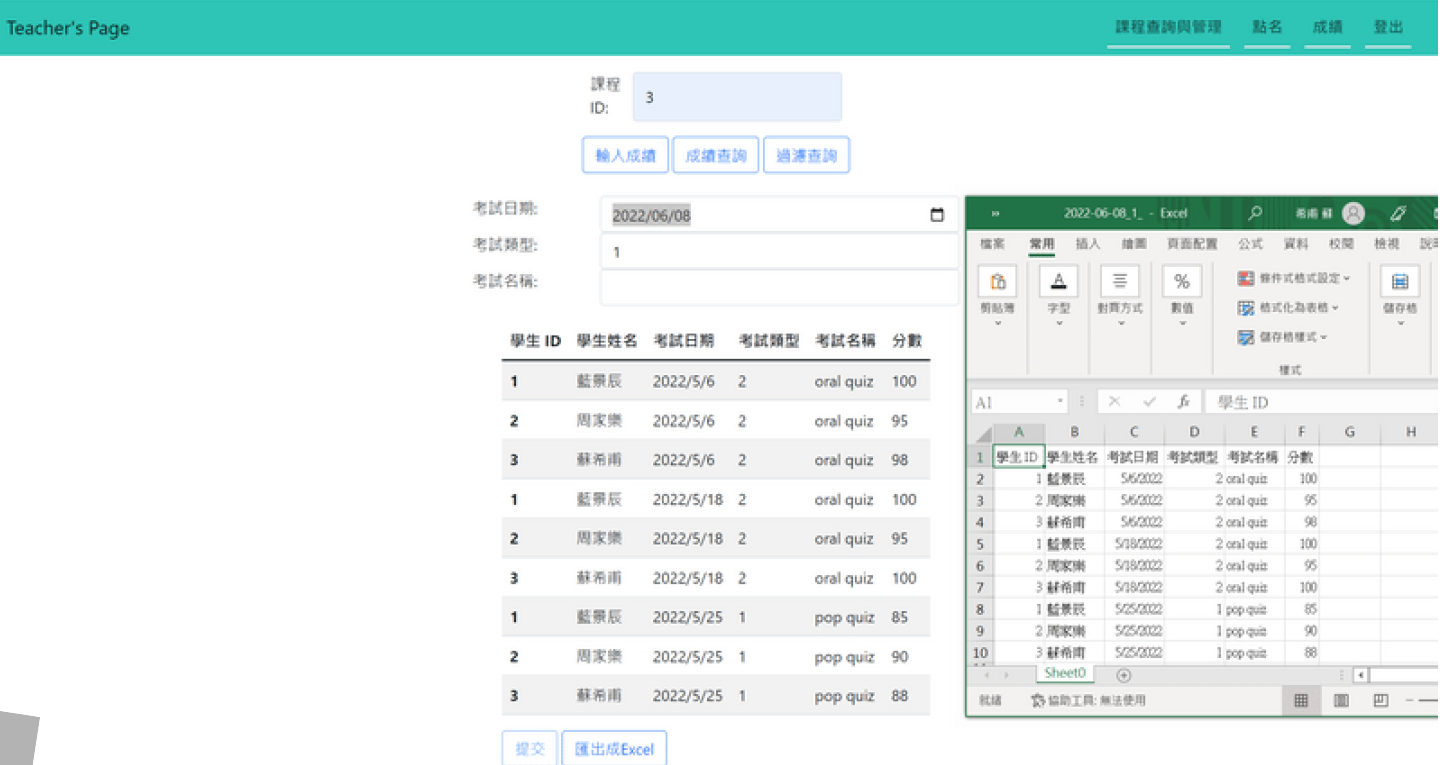 Teacher's Page 課程查詢與管理 點名 成績 登出
課程
ID:
3
輸入成績 成績查詢 過濾查詢
考試日期: 2022/06/08
考試類型: 1
考試名稱:
學生 ID 學生姓名 考試日期 考試類型 考試名稱 分數
1 藍景辰 2022/5/6 2 oral quiz 100
2 周家樂 2022/5/6 2 oral quiz 95
3 蘇希甫 2022/5/6 2 oral quiz 98
1 藍景辰 2022/5/18 2 oral quiz 100
2 周家樂 2022/5/18 2 oral quiz 95
3 蘇希甫 2022/5/18 2 oral quiz 100
1 藍景辰 2022/5/25 1 pop quiz 85
2 周家樂 2022/5/25 1 pop quiz 90
3 蘇希甫 2022/5/25 1 pop quiz 88
提交 匯出成Excel
2022-06-08_1_ - Excel 希甫 蘇
檔案 常用 插入 繪圖 頁面配置 公式 資料 校閱 檢視 說明
剪貼簿 字型 對齊方式 % 數值 條件式格式設定 儲存格
格式化為表格
儲存格樣式
樣式
A1 fx 學生 ID
A B C D E F G H
1 學生 ID 學生姓名 考試日期 考試類型 考試名稱 分數
2 1 藍景辰 5/6/2022 2 oral quiz 100
3 2 周家樂 5/6/2022 2 oral quiz 95
4 3 蘇希甫 5/6/2022 2 oral quiz 98
5 1 藍景辰 5/18/2022 2 oral quiz 100
6 2 周家樂 5/18/2022 2 oral quiz 95
7 3 蘇希甫 5/18/2022 2 oral quiz 100
8 1 藍景辰 5/25/2022 1 pop quiz 85
9 2 周家樂 5/25/2022 1 pop quiz 90
10 3 蘇希甫 5/25/2022 1 pop quiz 88
Sheet0
就緒 協助工具: 無法使用